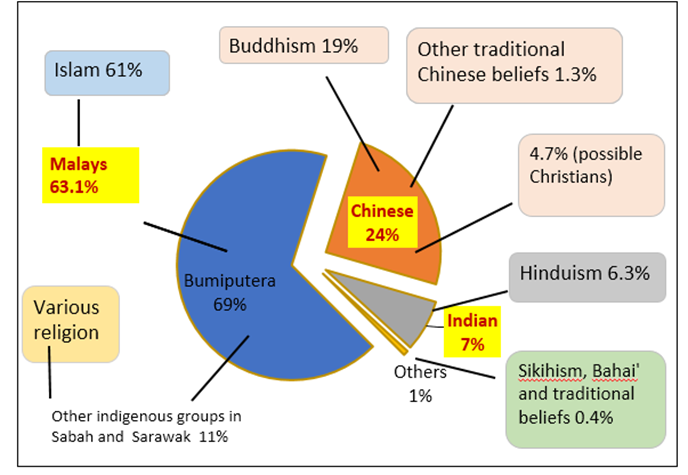 Buddhism 19%
Other traditional
Chinese beliefs 1.3%
Islam 61%
Malays
63.1%
4.7% (possible
Christians)
Chinese
24%
Bumiputera
69%
Hinduism 6.3%
Various
religion
Indian
7%
Others
1%
Sikihism, Bahai'
and traditional
beliefs 0.4%
Other indigenous groups in
Sabah and Sarawak 11%